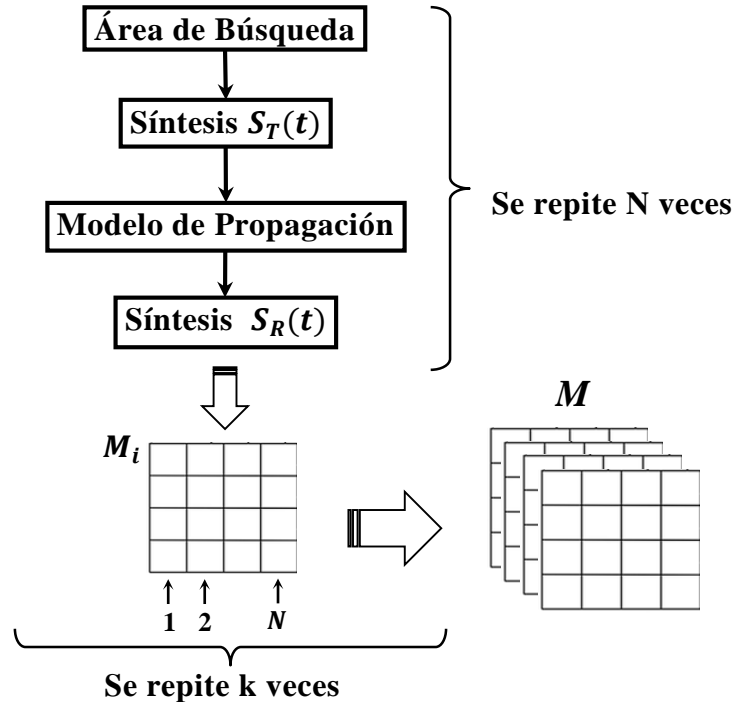 Área de Búsqueda
Síntesis S_T(t)
Modelo de Propagación
Síntesis S_R(t)
Se repite N veces
M_i
M
1 2 N
Se repite k veces